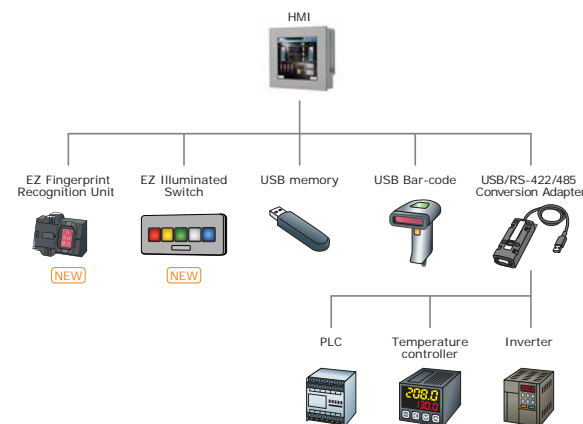 HMI
EZ Fingerprint
Recognition Unit
EZ Illuminated
Switch
USB memory
USB Bar-code
USB/RS-422/485
Conversion Adapter
NEW
NEW
PLC
Temperature
controller
Inverter
208.0
130.0